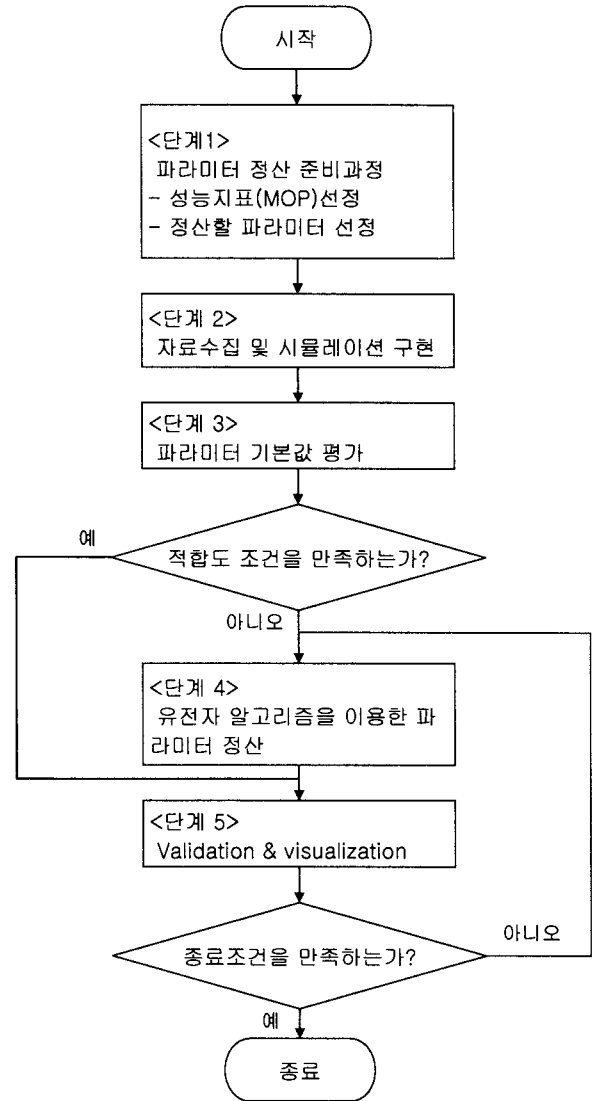 시작
<단계1>
파라미터 정산 준비과정
- 성능지표(MOP)선정
- 정산할 파라미터 선정
<단계 2>
자료수집 및 시뮬레이션 구현
<단계 3>
파라미터 기본값 평가
예
적합도 조건을 만족하는가?
아니오
<단계 4>
유전자 알고리즘을 이용한 파
라미터 정산
<단계 5>
Validation & visualization
종료조건을 만족하는가?
아니오
예
종료